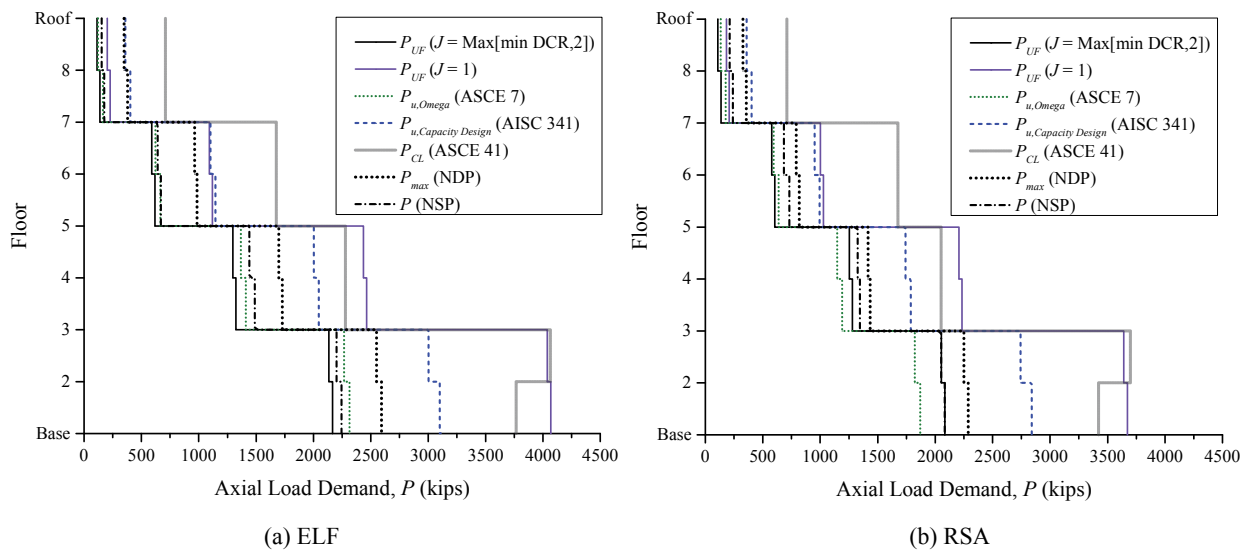 Roof
8
7
6
5
4
3
2
Base
Floor
0
500
1000
1500
2000
2500
3000
3500
4000
4500
Axial Load Demand, P (kips)
P_UF (J = Max[min DCR,2])
P_UF (J = 1)
P_u,Omega (ASCE 7)
P_u,Capacity Design (AISC 341)
P_CL (ASCE 41)
P_max (NDP)
P (NSP)
(a) ELF
Roof
8
7
6
5
4
3
2
Base
Floor
0
500
1000
1500
2000
2500
3000
3500
4000
4500
Axial Load Demand, P (kips)
P_UF (J = Max[min DCR,2])
P_UF (J = 1)
P_u,Omega (ASCE 7)
P_u,Capacity Design (AISC 341)
P_CL (ASCE 41)
P_max (NDP)
P (NSP)
(b) RSA